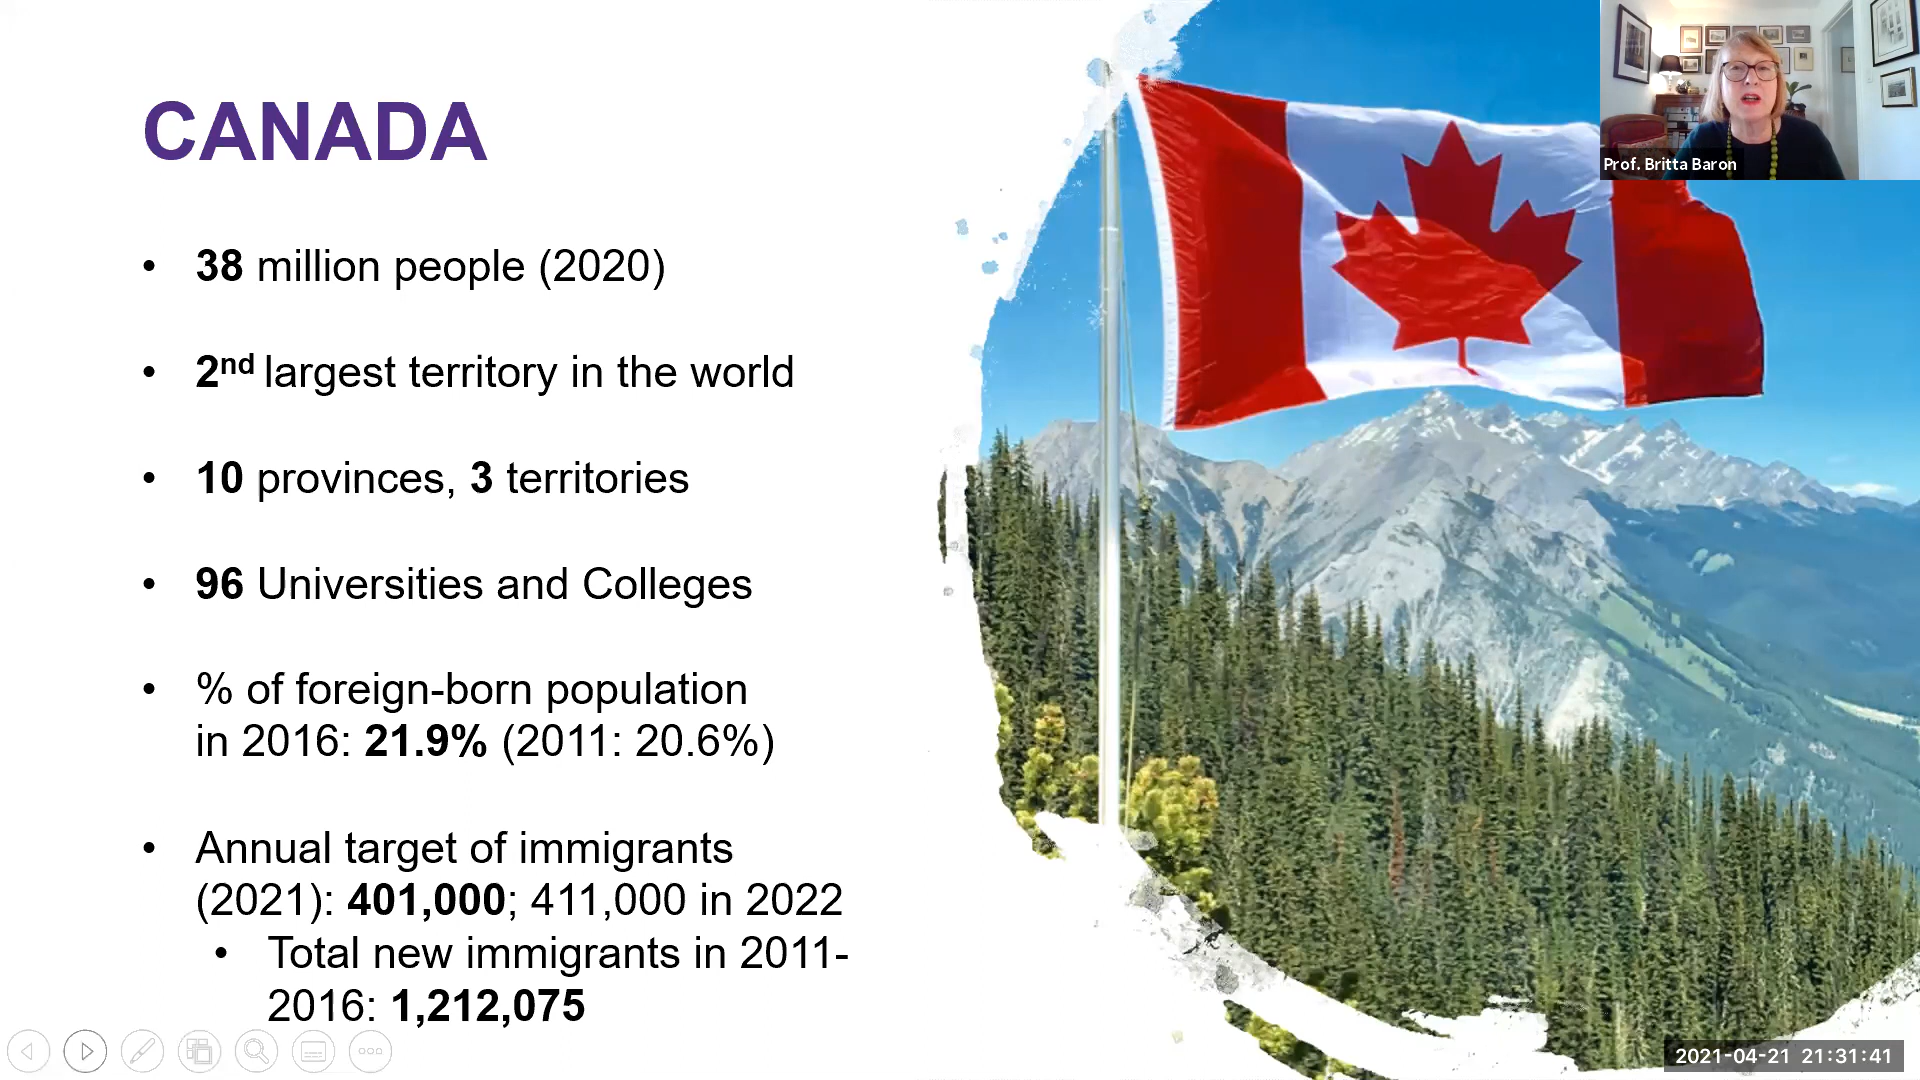 CANADA
• 38 million people (2020)
• 2nd largest territory in the world
• 10 provinces, 3 territories
• 96 Universities and Colleges
• % of foreign-born population
in 2016: 21.9% (2011: 20.6%)
• Annual target of immigrants
(2021): 401,000; 411,000 in 2022
• Total new immigrants in 2011-
2016: 1,212,075
Prof. Britta Baron
2021-04-21 21:31:41